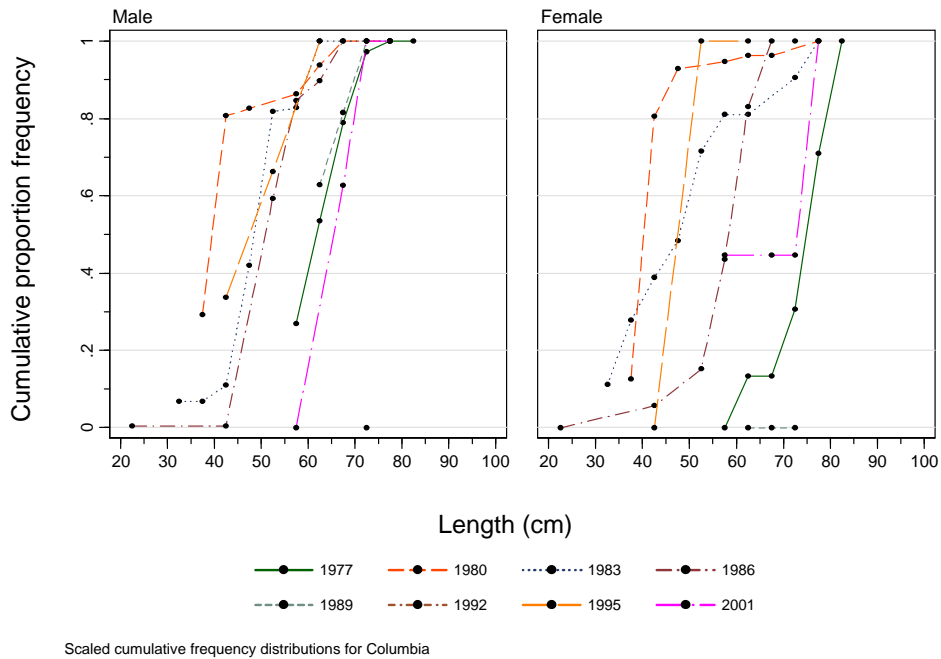 Male Female
Cumulative proportion frequency
1
.8
.6
.4
.2
0
20 30 40 50 60 70 80 90 100 20 30 40 50 60 70 80 90 100
Length (cm)
1977 1980 1983 1986
1989 1992 1995 2001
Scaled cumulative frequency distributions for Columbia